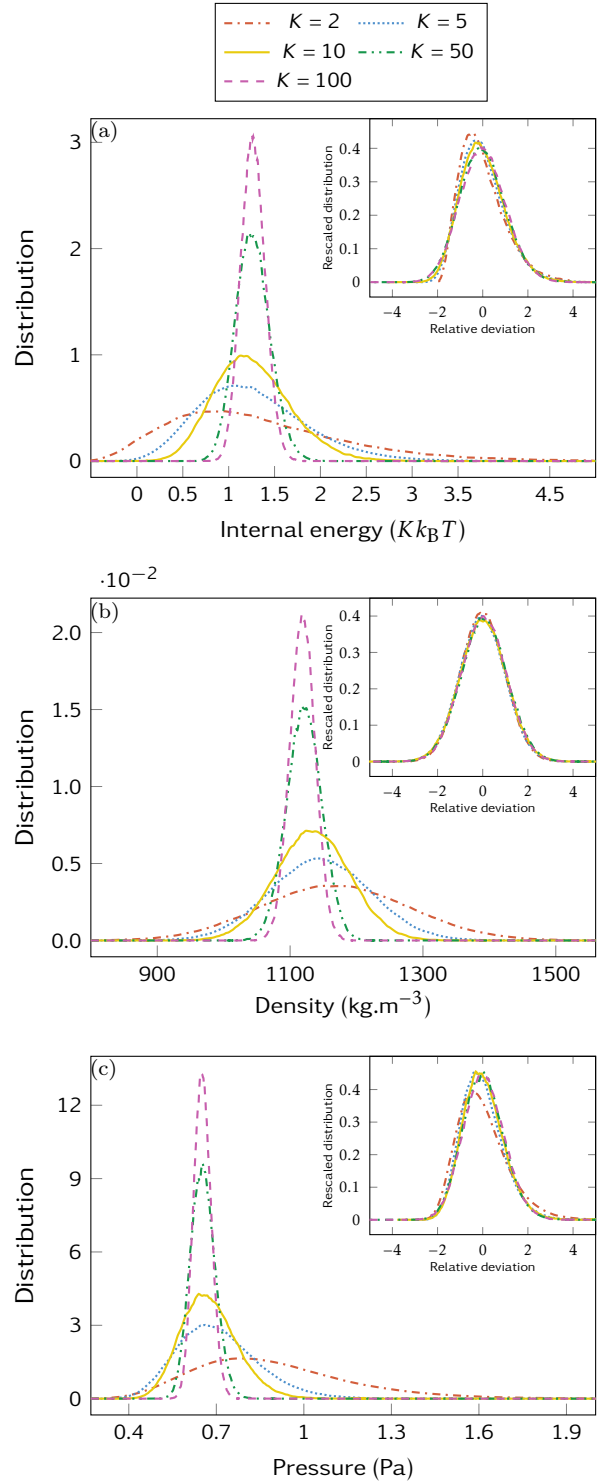 K = 2 K = 5
K = 10 K = 50
K = 100
(a)
3
2
1
0
Distribution
0 0.5 1 1.5 2 2.5 3 3.5 4.5
Internal energy (Kk_BT)
0.4
0.3
0.2
0.1
0
Rescaled distribution
−4 −2 0 2 4
Relative deviation
·10⁻²
(b)
2.0
1.5
1.0
0.5
0.0
Distribution
900 1100 1300 1500
Density (kg.m⁻³)
0.4
0.3
0.2
0.1
0
Rescaled distribution
−4 −2 0 2 4
Relative deviation
(c)
12
9
6
3
0
Distribution
0.4 0.7 1 1.3 1.6 1.9
Pressure (Pa)
0.4
0.3
0.2
0.1
0
Rescaled distribution
−4 −2 0 2 4
Relative deviation